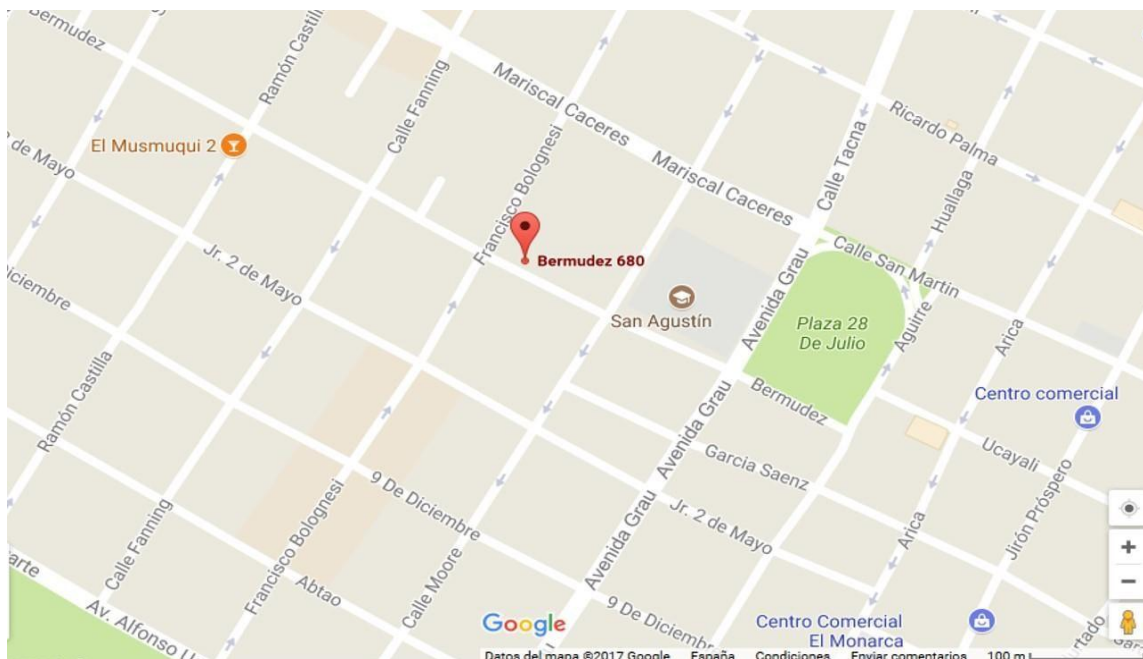 Bermudez
Ramón Castill
Calle Fanning
Mariscal Caceres
Ricardo Palma
El Musmuqui 2
de Mayo
Francisco Bolognesi
Mariscal Caceres
Calle Tacna
Huallaga
Jr. 2 de Mayo
Bermudez 680
Calle San Martin
San Agustín
Avenida Grau
Plaza 28
De Julio
Aguirre
Arica
iciembre
Ramón Castilla
Bermudez
Centro comercial
Avenida Grau
Garcia Saenz
Ucayali
9 De Diciembre
Jr. 2 de Mayo
Jirón Próspero
Arica
Calle Fanning
Francisco Bolognesi
Abtao
Calle Moore
Avenida Grau
arte
Av. Alfonso U
9 De Diciembre
Google
Centro Comercial
El Monarca
urtado
Datos del mapa ©2017 Google España Condiciones Enviar comentarios 100 m